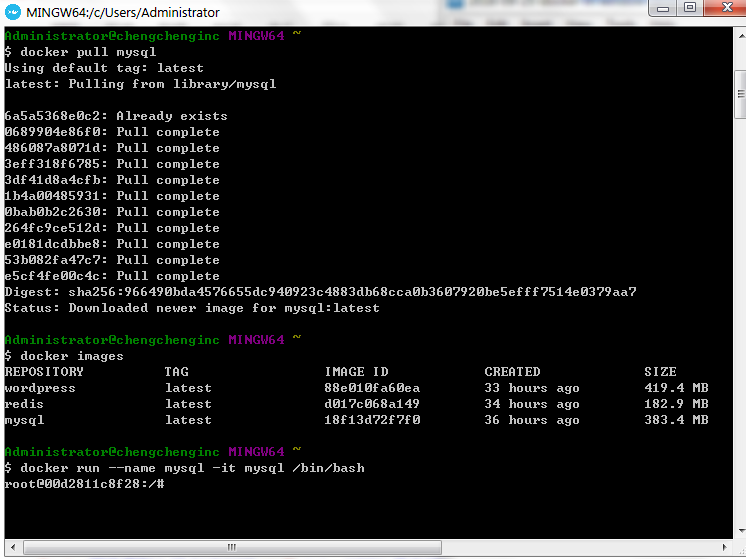 MINGW64:/c/Users/Administrator
Administrator@chengchenginc MINGW64 ~
$ docker pull mysql
Using default tag: latest
latest: Pulling from library/mysql
6a5a5368e0c2: Already exists
0689904e86f0: Pull complete
486087a8071d: Pull complete
3eff318f6785: Pull complete
3df41d8a4cfb: Pull complete
1b4a00485931: Pull complete
0bab0b2c2630: Pull complete
264fc9ce512d: Pull complete
e0181dcdbbe8: Pull complete
53b082fa47c7: Pull complete
e5cf4fe00c4c: Pull complete
Digest: sha256:966490bda4576655dc940923c4883db68cca0b3607920be5efff7514e0379aa7
Status: Downloaded newer image for mysql:latest
Administrator@chengchenginc MINGW64 ~
$ docker images
REPOSITORY TAG IMAGE ID CREATED SIZE
wordpress latest 88e010fa60ea 33 hours ago 419.4 MB
redis latest d017c068a149 34 hours ago 182.9 MB
mysql latest 18f13d72f7f0 36 hours ago 383.4 MB
Administrator@chengchenginc MINGW64 ~
$ docker run --name mysql -it mysql /bin/bash
root@00d2811c8f28:/#